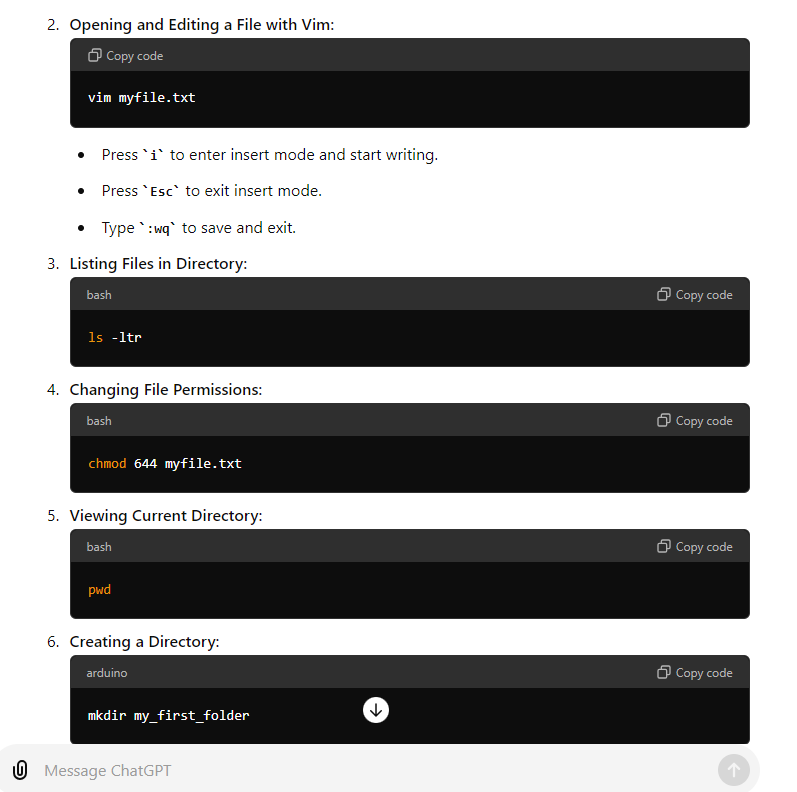 2. Opening and Editing a File with Vim:
Copy code
vim myfile.txt
• Press `i` to enter insert mode and start writing.
• Press `Esc` to exit insert mode.
• Type `:wq` to save and exit.
3. Listing Files in Directory:
bash Copy code
ls -ltr
4. Changing File Permissions:
bash Copy code
chmod 644 myfile.txt
5. Viewing Current Directory:
bash Copy code
pwd
6. Creating a Directory:
arduino Copy code
mkdir my_first_folder
Message ChatGPT